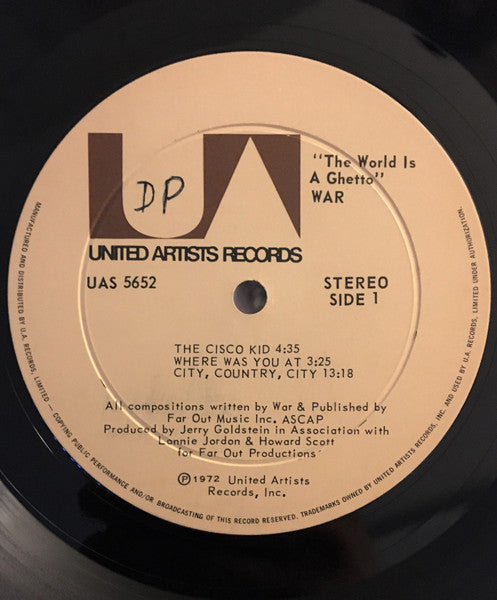 UA
DP
"The World Is
A Ghetto"
WAR
UNITED ARTISTS RECORDS
UAS 5652
STEREO
SIDE 1
THE CISCO KID 4:35
WHERE WAS YOU AT 3:25
CITY, COUNTRY, CITY 13:18
All compositions written by War & Published by
Far Out Music Inc. ASCAP
Produced by Jerry Goldstein in Association with
Lonnie Jordon & Howard Scott
for Far Out Productions
Ⓟ1972 United Artists
Records, Inc.
MANUFACTURED AND DISTRIBUTED BY U.A. RECORDS, LIMITED — COPYING PUBLIC PERFORMANCE AND/OR BROADCASTING OF THIS RECORD RESERVED. TRADEMARKS OWNED BY UNITED ARTISTS RECORDS, INC. AND USED BY U.A. RECORDS, LIMITED UNDER AUTHORIZATION.